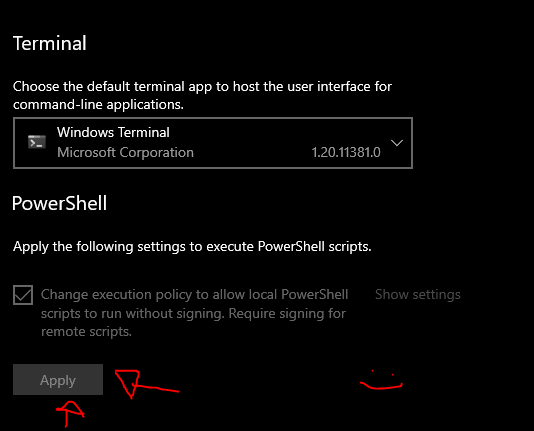 Terminal
Choose the default terminal app to host the user interface for
command-line applications.
Windows Terminal
Microsoft Corporation 1.20.11381.0
PowerShell
Apply the following settings to execute PowerShell scripts.
Change execution policy to allow local PowerShell Show settings
scripts to run without signing. Require signing for
remote scripts.
Apply